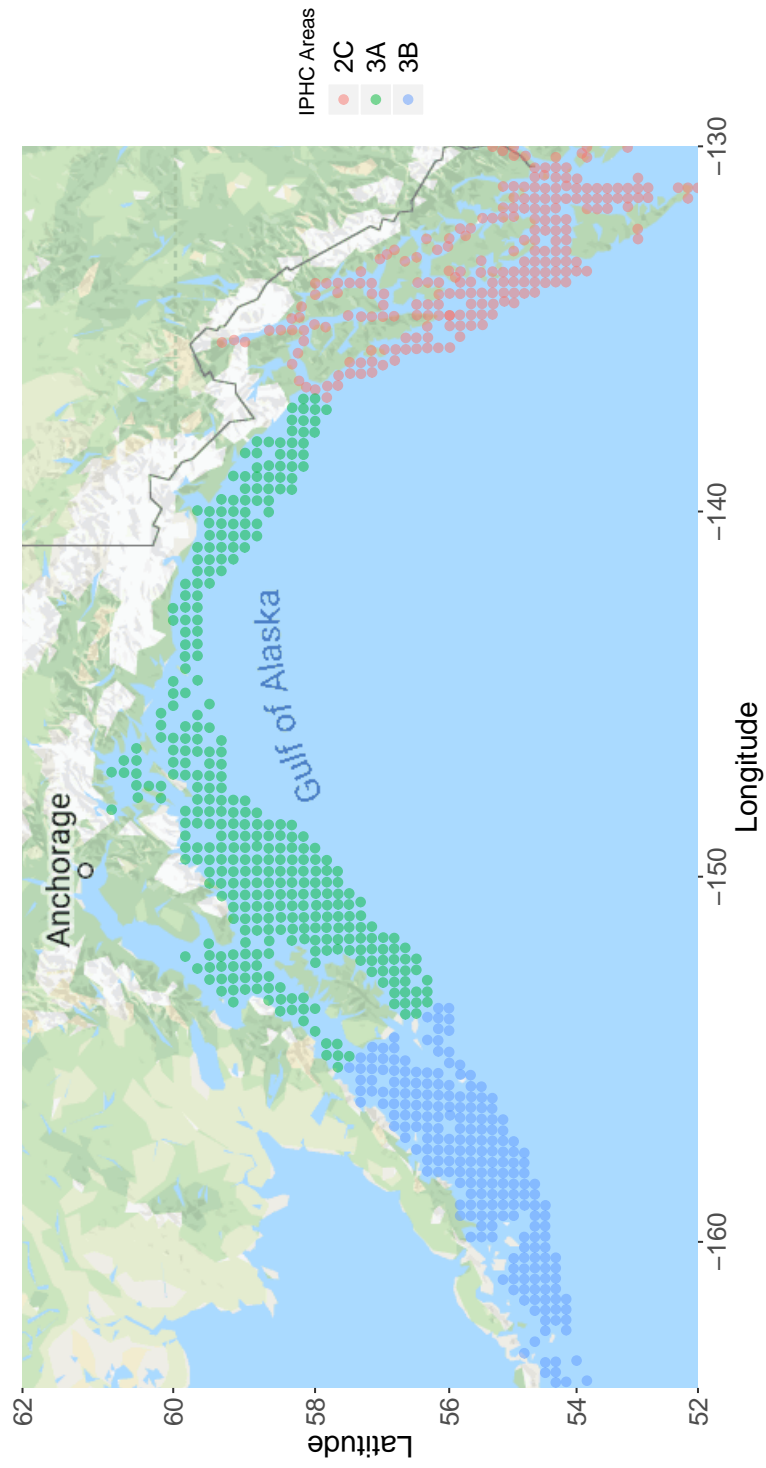 Anchorage
Gulf of Alaska
Latitude
62
60
58
56
54
52
−160
−150
−140
−130
Longitude
IPHC Areas
2C
3A
3B